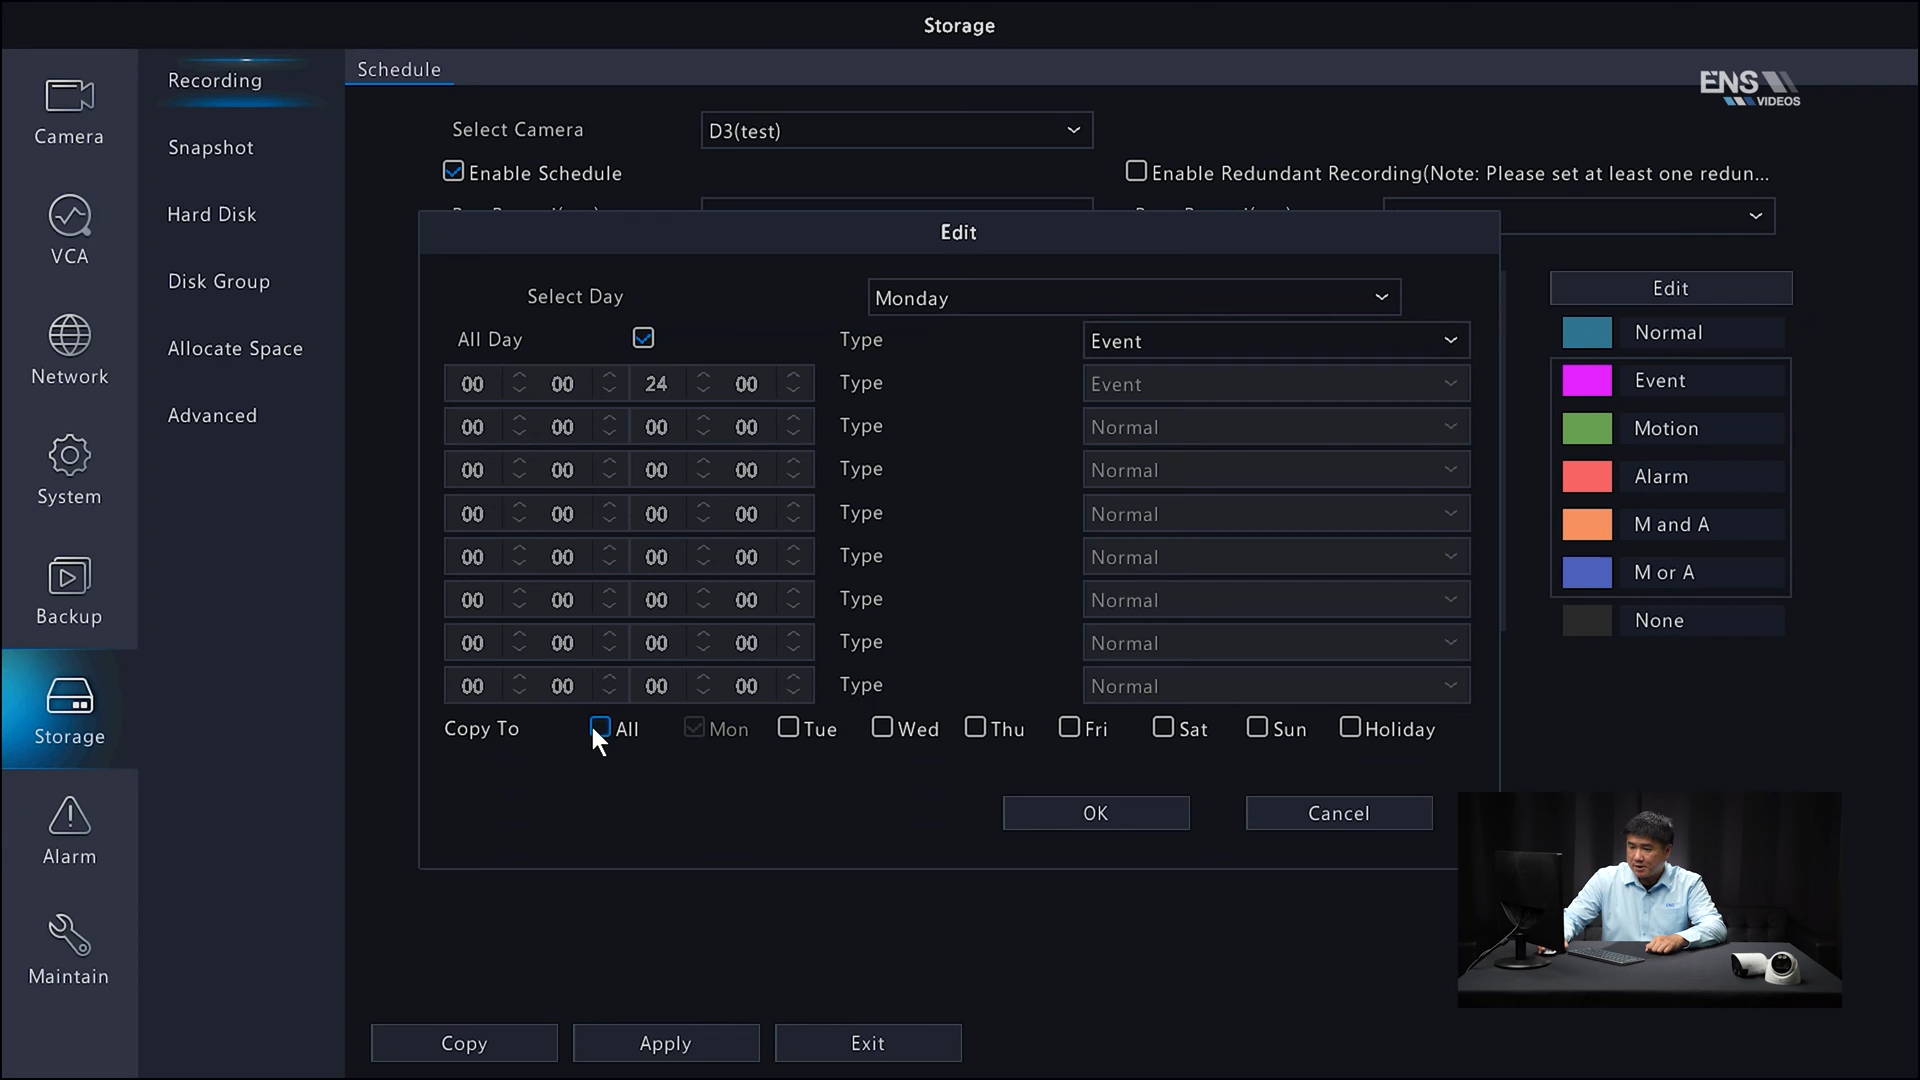 Storage
Camera
VCA
Network
System
Backup
Storage
Alarm
Maintain
Recording
Snapshot
Hard Disk
Disk Group
Allocate Space
Advanced
Schedule
ENS
VIDEOS
Select Camera D3(test)
Enable Schedule Enable Redundant Recording(Note: Please set at least one redun...
Edit
Select Day Monday
All Day Type Event
00 00 24 00 Type Event
00 00 00 00 Type Normal
00 00 00 00 Type Normal
00 00 00 00 Type Normal
00 00 00 00 Type Normal
00 00 00 00 Type Normal
00 00 00 00 Type Normal
00 00 00 00 Type Normal
Copy To All Mon Tue Wed Thu Fri Sat Sun Holiday
OK Cancel
Edit
Normal
Event
Motion
Alarm
M and A
M or A
None
Copy Apply Exit